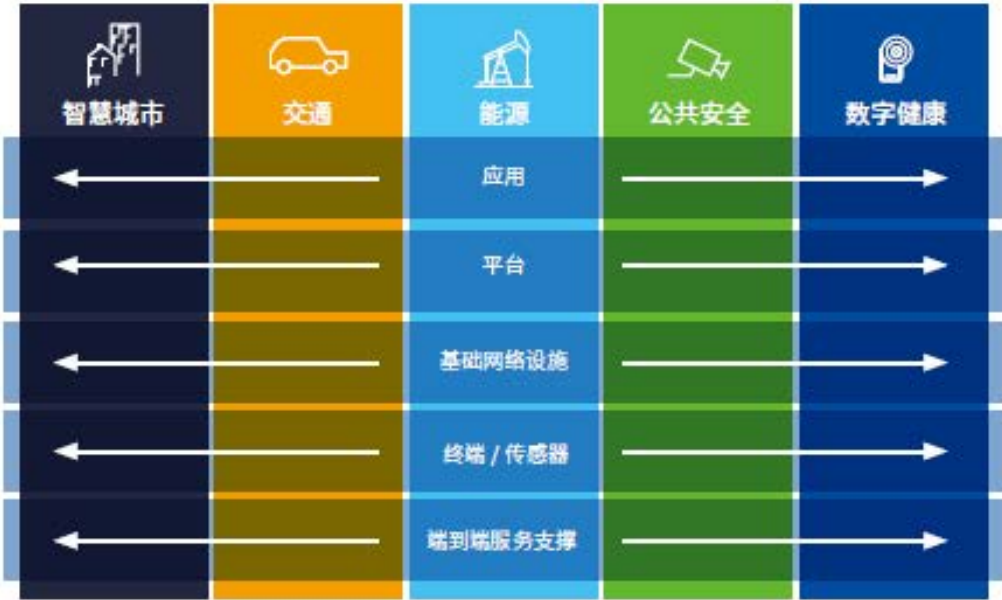 智慧城市
交通
能源
公共安全
数字健康
应用
平台
基础网络设施
终端 / 传感器
端到端服务支撑